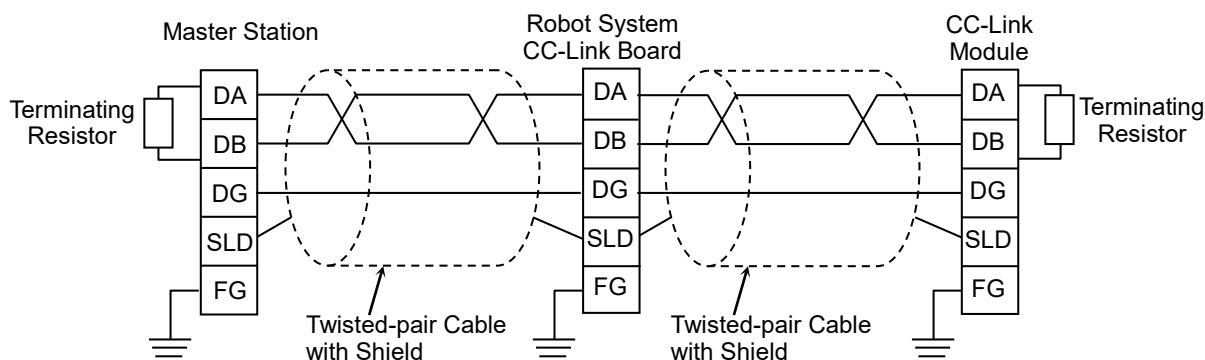 Master Station
Robot System
CC-Link Board
CC-Link
Module
Terminating
Resistor
DA
DB
DG
SLD
FG
DA
DB
DG
SLD
FG
DA
DB
DG
SLD
FG
Terminating
Resistor
Twisted-pair Cable
with Shield
Twisted-pair Cable
with Shield